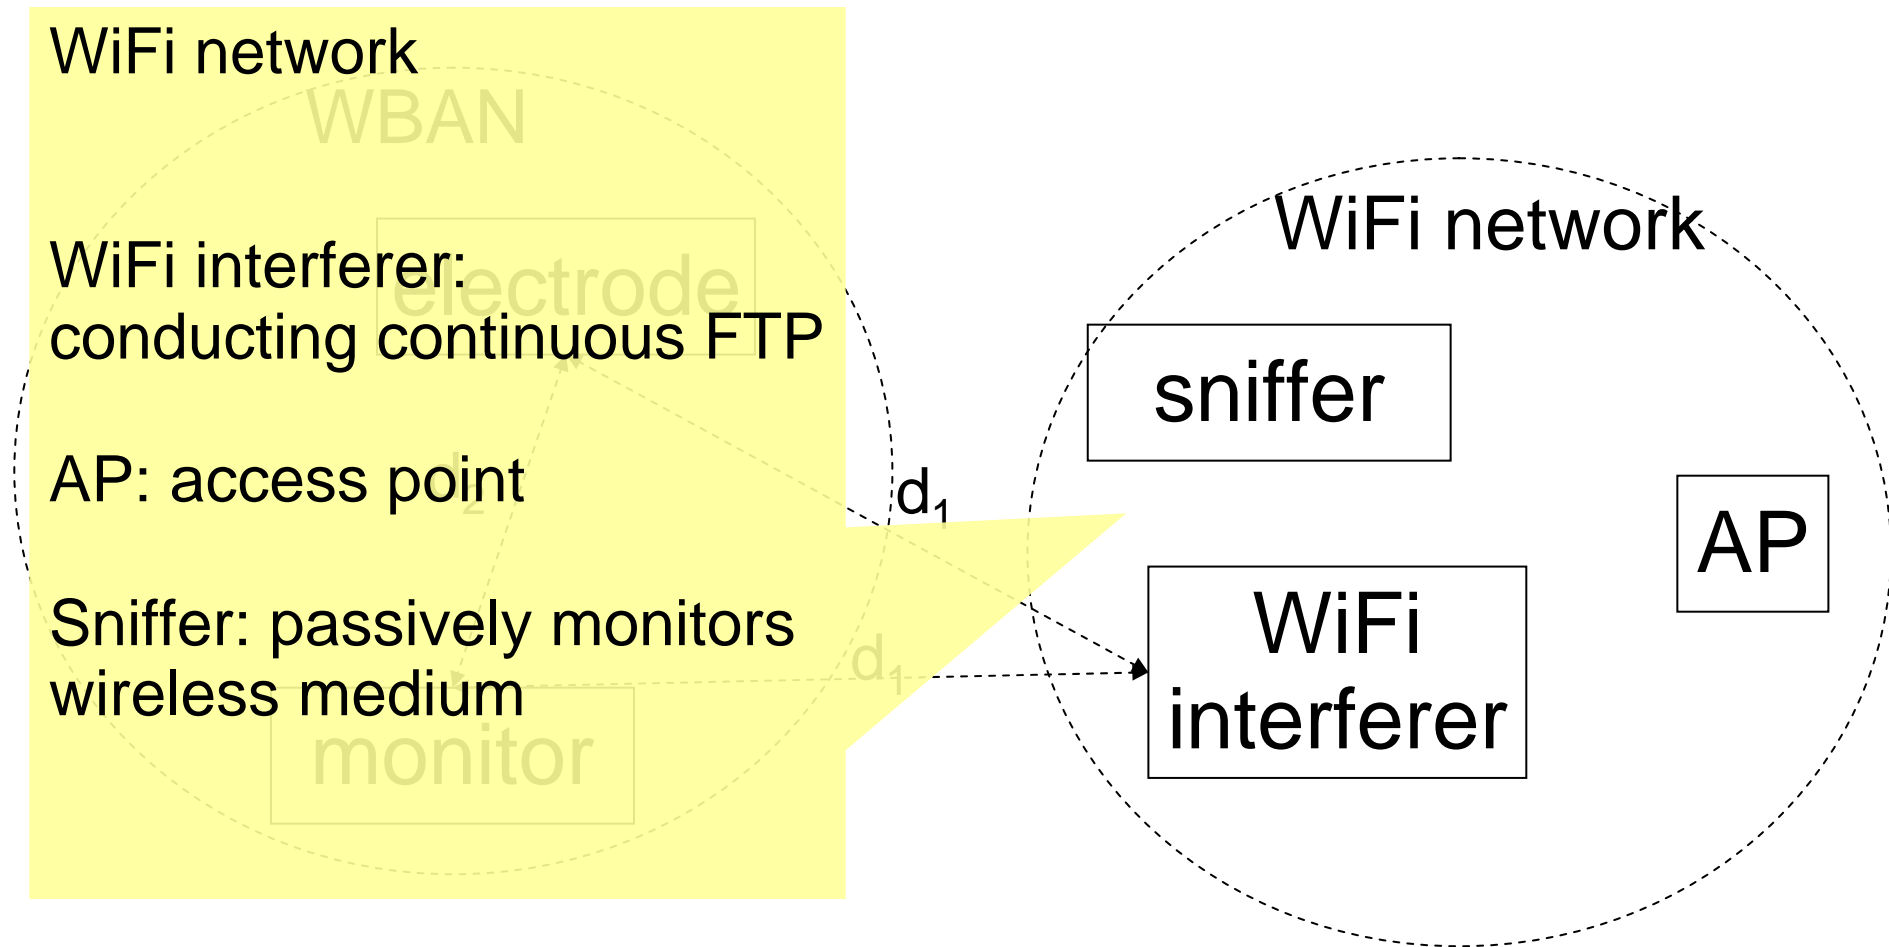 WiFi network
WBAN
WiFi interferer:
electrode
conducting continuous FTP
AP: access point
d2
Sniffer: passively monitors
wireless medium
monitor
d1
d1
WiFi network
sniffer
AP
WiFi
interferer